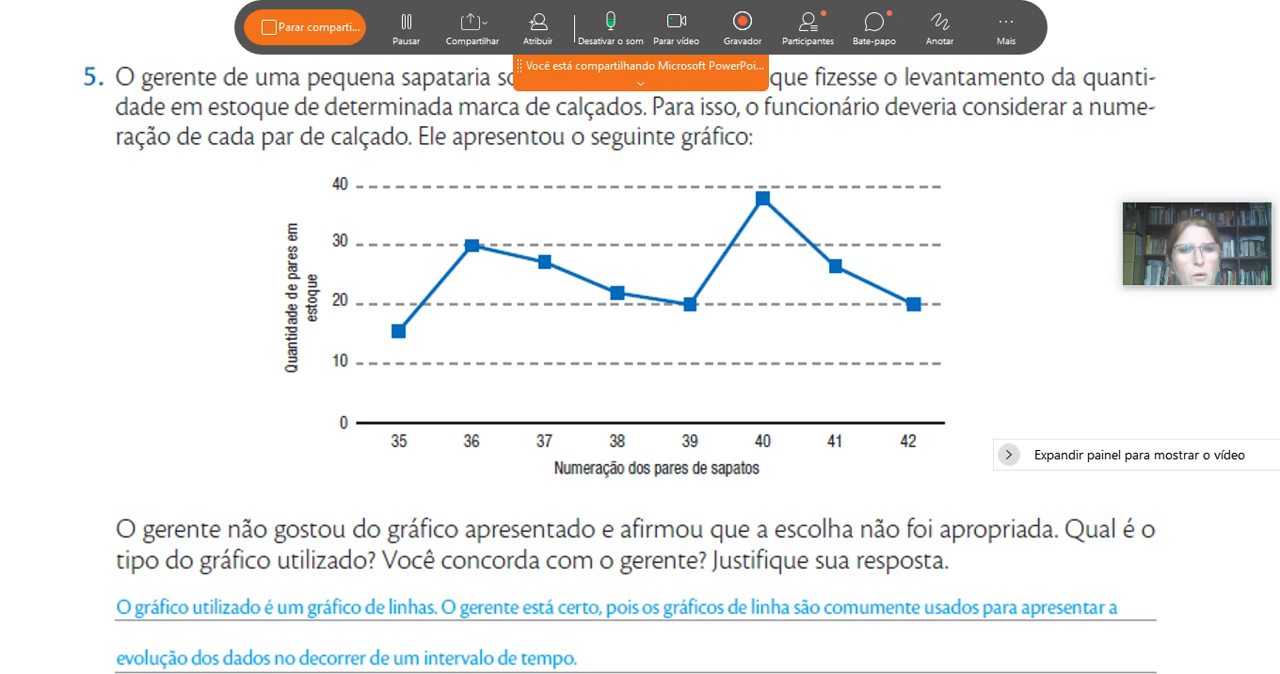 Parar comparti...
Pausar
Compartilhar
Atribuir
Desativar o som
Parar vídeo
Gravador
Participantes
Bate-papo
Anotar
Mais
Você está compartilhando Microsoft PowerPoi...
5. O gerente de uma pequena sapataria que fizesse o levantamento da quanti-
dade em estoque de determinada marca de calçados. Para isso, o funcionário deveria considerar a nume-
ração de cada par de calçado. Ele apresentou o seguinte gráfico:
Quantidade de pares em
estoque
40
30
20
10
0
35 36 37 38 39 40 41 42
Numeração dos pares de sapatos
Expandir painel para mostrar o vídeo
O gerente não gostou do gráfico apresentado e afirmou que a escolha não foi apropriada. Qual é o
tipo do gráfico utilizado? Você concorda com o gerente? Justifique sua resposta.
O gráfico utilizado é um gráfico de linhas. O gerente está certo, pois os gráficos de linha são comumente usados para apresentar a
evolução dos dados no decorrer de um intervalo de tempo.